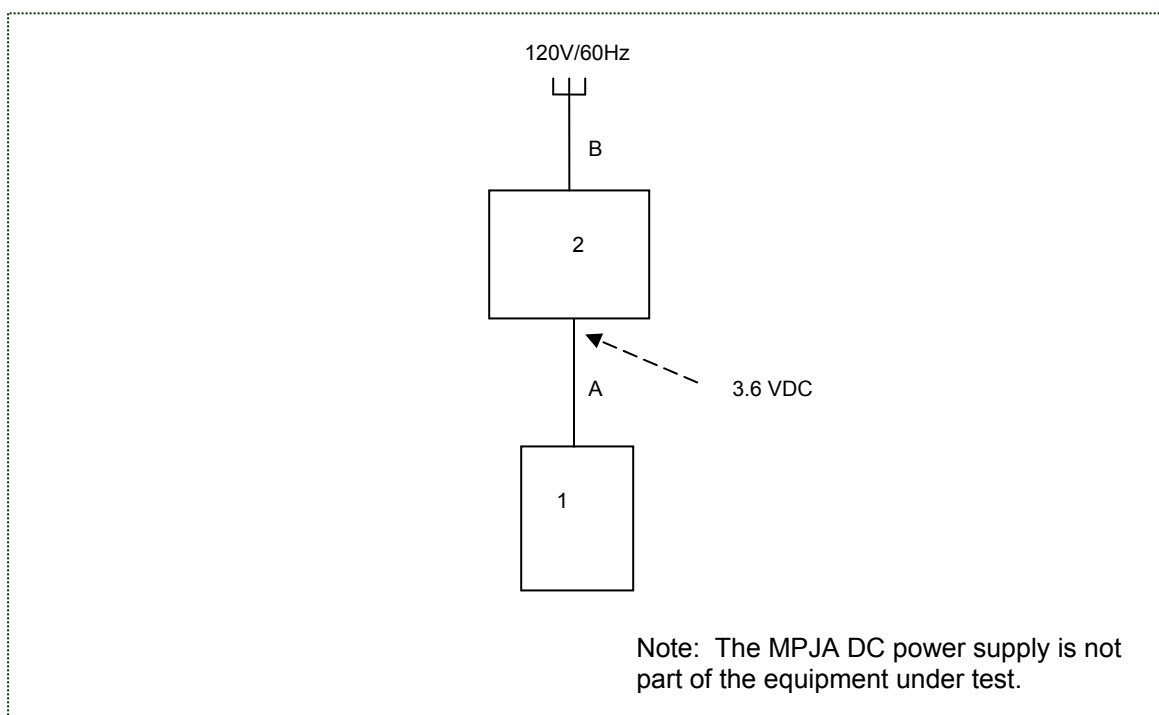 120V/60Hz
B
2
3.6 VDC
A
1
Note: The MPJA DC power supply is not
part of the equipment under test.